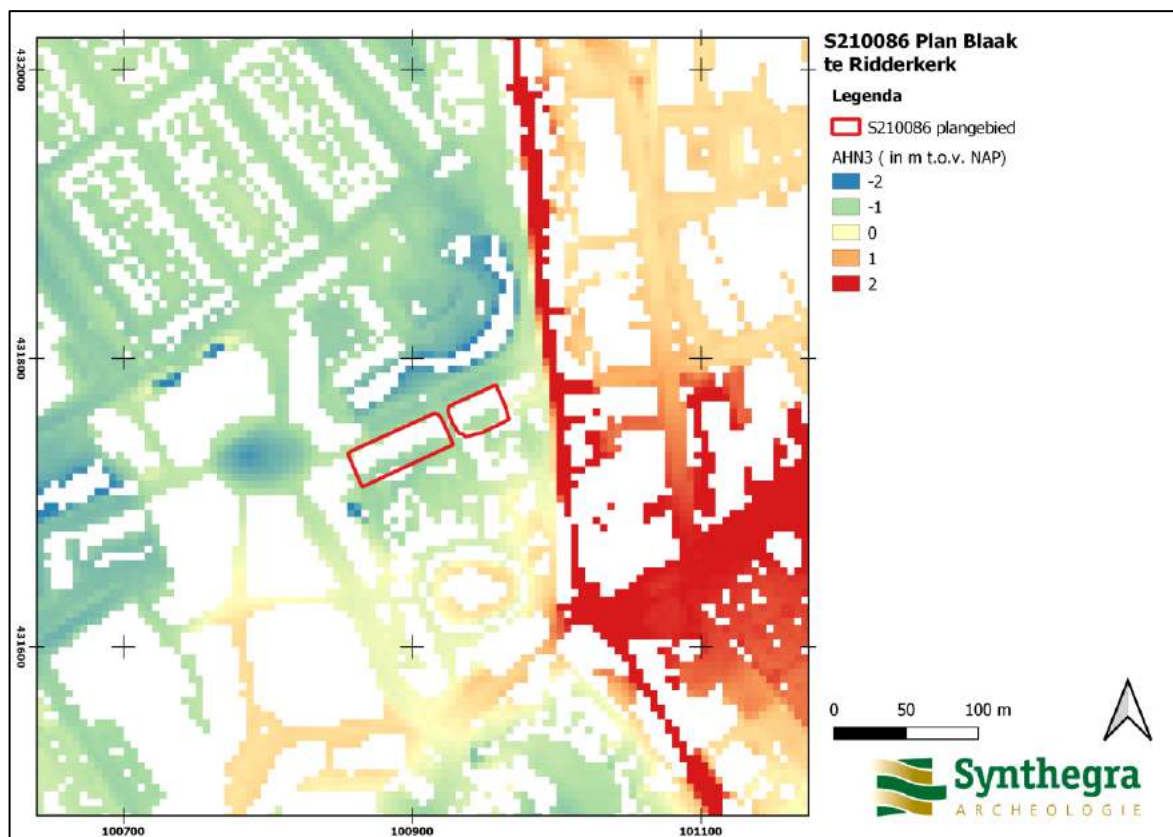 S210086 Plan Blaak
te Ridderkerk
Legenda
S210086 plangebied
AHN3 ( in m t.o.v. NAP)
-2
-1
0
1
2
432000
431800
431600
100700
100900
101100
0 50 100 m
Synthegra
ARCHEOLOGIE